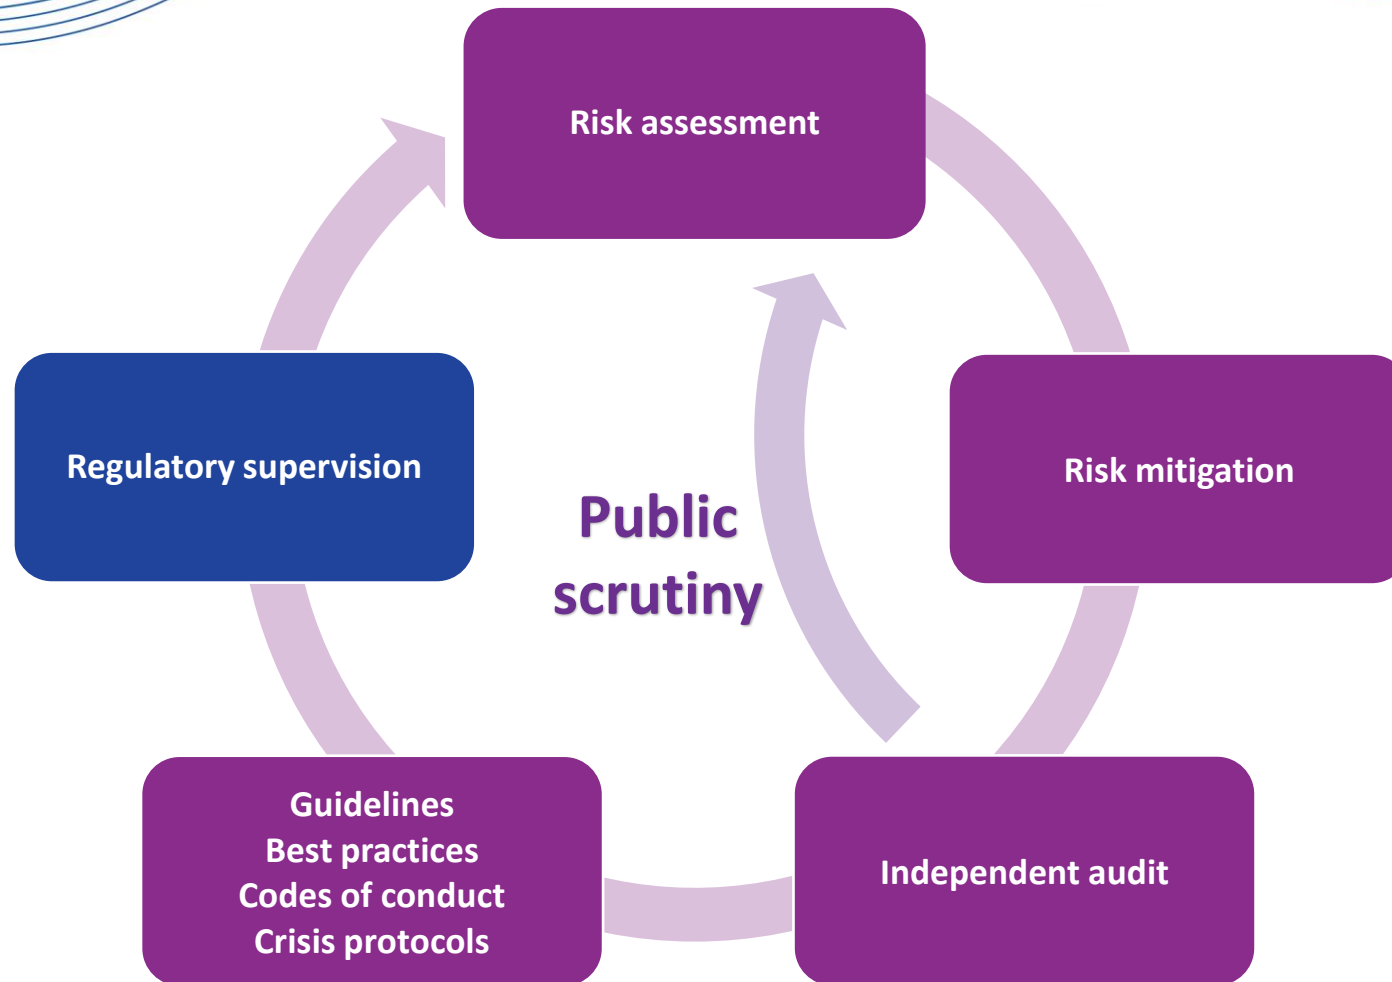 Risk assessment
Regulatory supervision
Risk mitigation
Public
scrutiny
Guidelines
Best practices
Codes of conduct
Crisis protocols
Independent audit